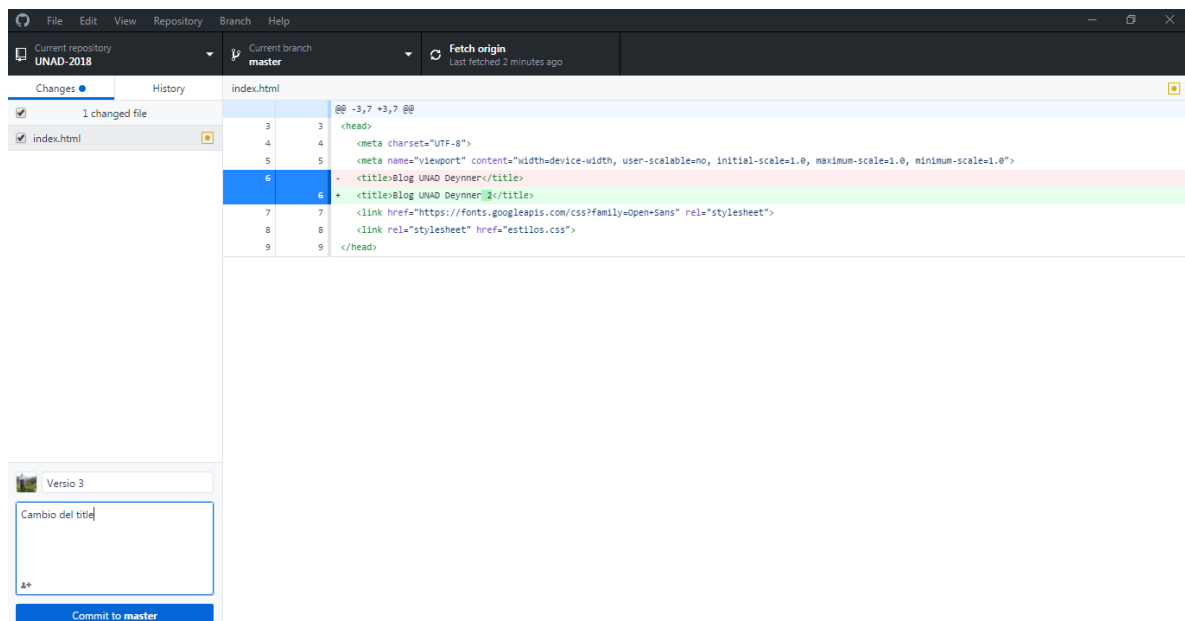 File Edit View Repository Branch Help
Current repository
UNAD-2018
Current branch
master
Fetch origin
Last fetched 2 minutes ago
Changes History
1 changed file
index.html
index.html
@@ -3,7 +3,7 @@
3 3 <head>
4 4 <meta charset="UTF-8">
5 5 <meta name="viewport" content="width=device-width, user-scalable=no, initial-scale=1.0, maximum-scale=1.0, minimum-scale=1.0">
6 - <title>Blog UNAD Deynner</title>
6 + <title>Blog UNAD Deynner 2</title>
7 7 <link href="https://fonts.googleapis.com/css?family=Open+Sans" rel="stylesheet">
8 8 <link rel="stylesheet" href="estilos.css">
9 9 </head>
Versio 3
Cambio del title
Commit to master